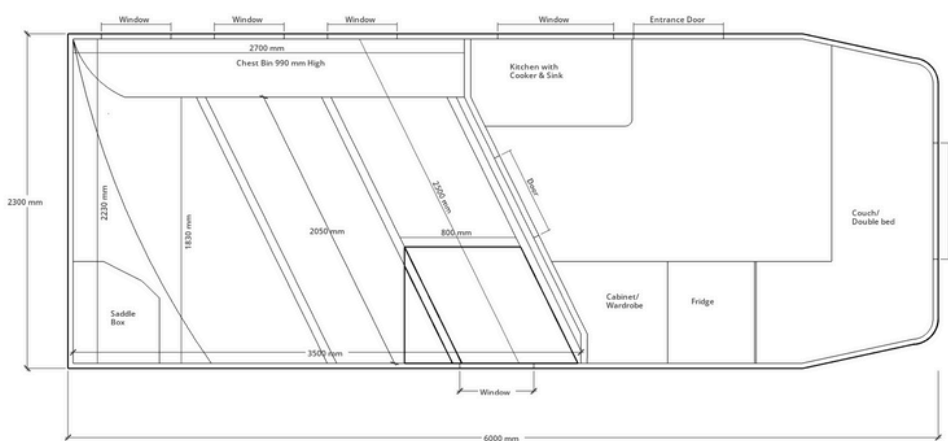 Window
Window
Window
Window
Entrance Door
2700 mm
Chest Bin 990 mm High
Kitchen with
Cooker & Sink
2300 mm
2230 mm
1830 mm
2050 mm
2500 mm
Door
800 mm
Couch/
Double bed
Saddle
Box
Cabinet/
Wardrobe
Fridge
3500 mm
Window
6000 mm